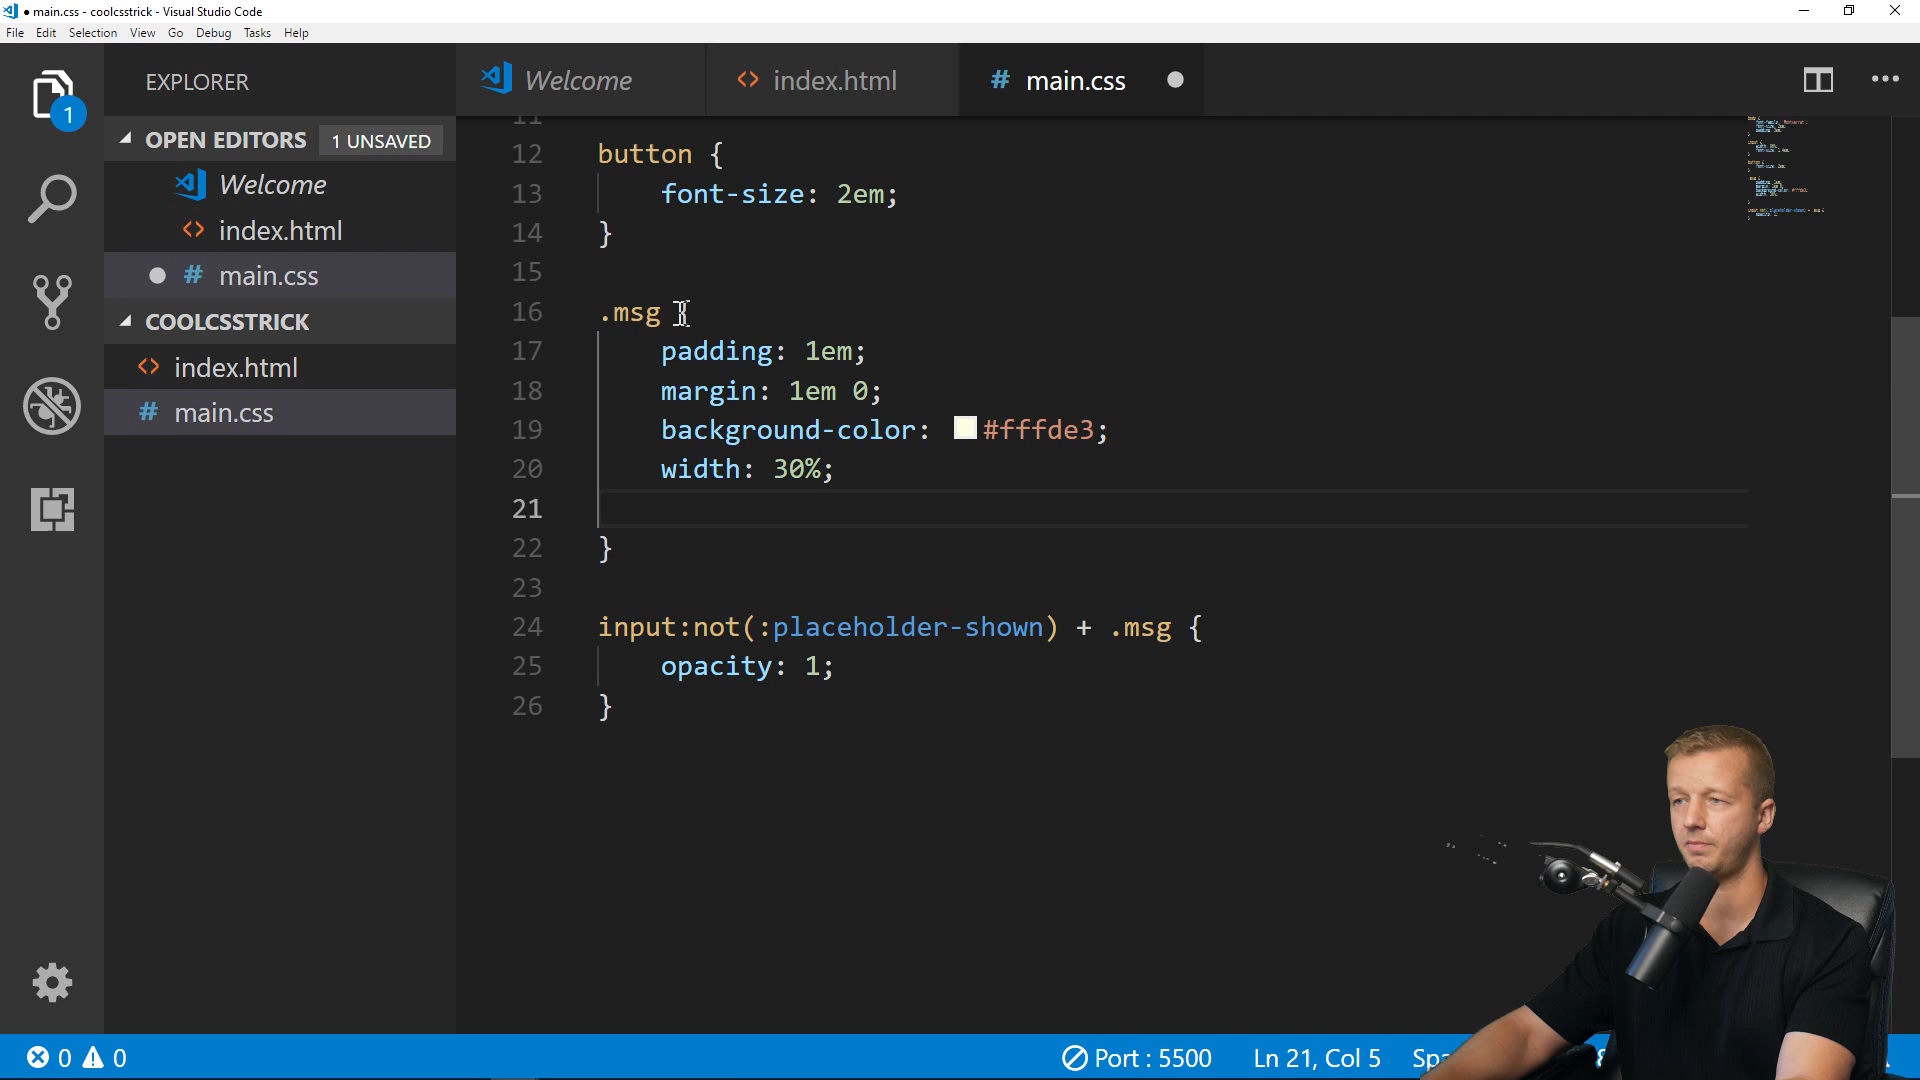 main.css - coolcsstrick - Visual Studio Code
File Edit Selection View Go Debug Tasks Help
EXPLORER
1
OPEN EDITORS 1 UNSAVED
Welcome
index.html
# main.css
COOLCSSTRICK
index.html
# main.css
Welcome
index.html
# main.css
11
12 button {
13 font-size: 2em;
14 }
15
16 .msg {
17 padding: 1em;
18 margin: 1em 0;
19 background-color: #fffde3;
20 width: 30%;
21
22 }
23
24 input:not(:placeholder-shown) + .msg {
25 opacity: 1;
26 }
0 0
Port : 5500 Ln 21, Col 5